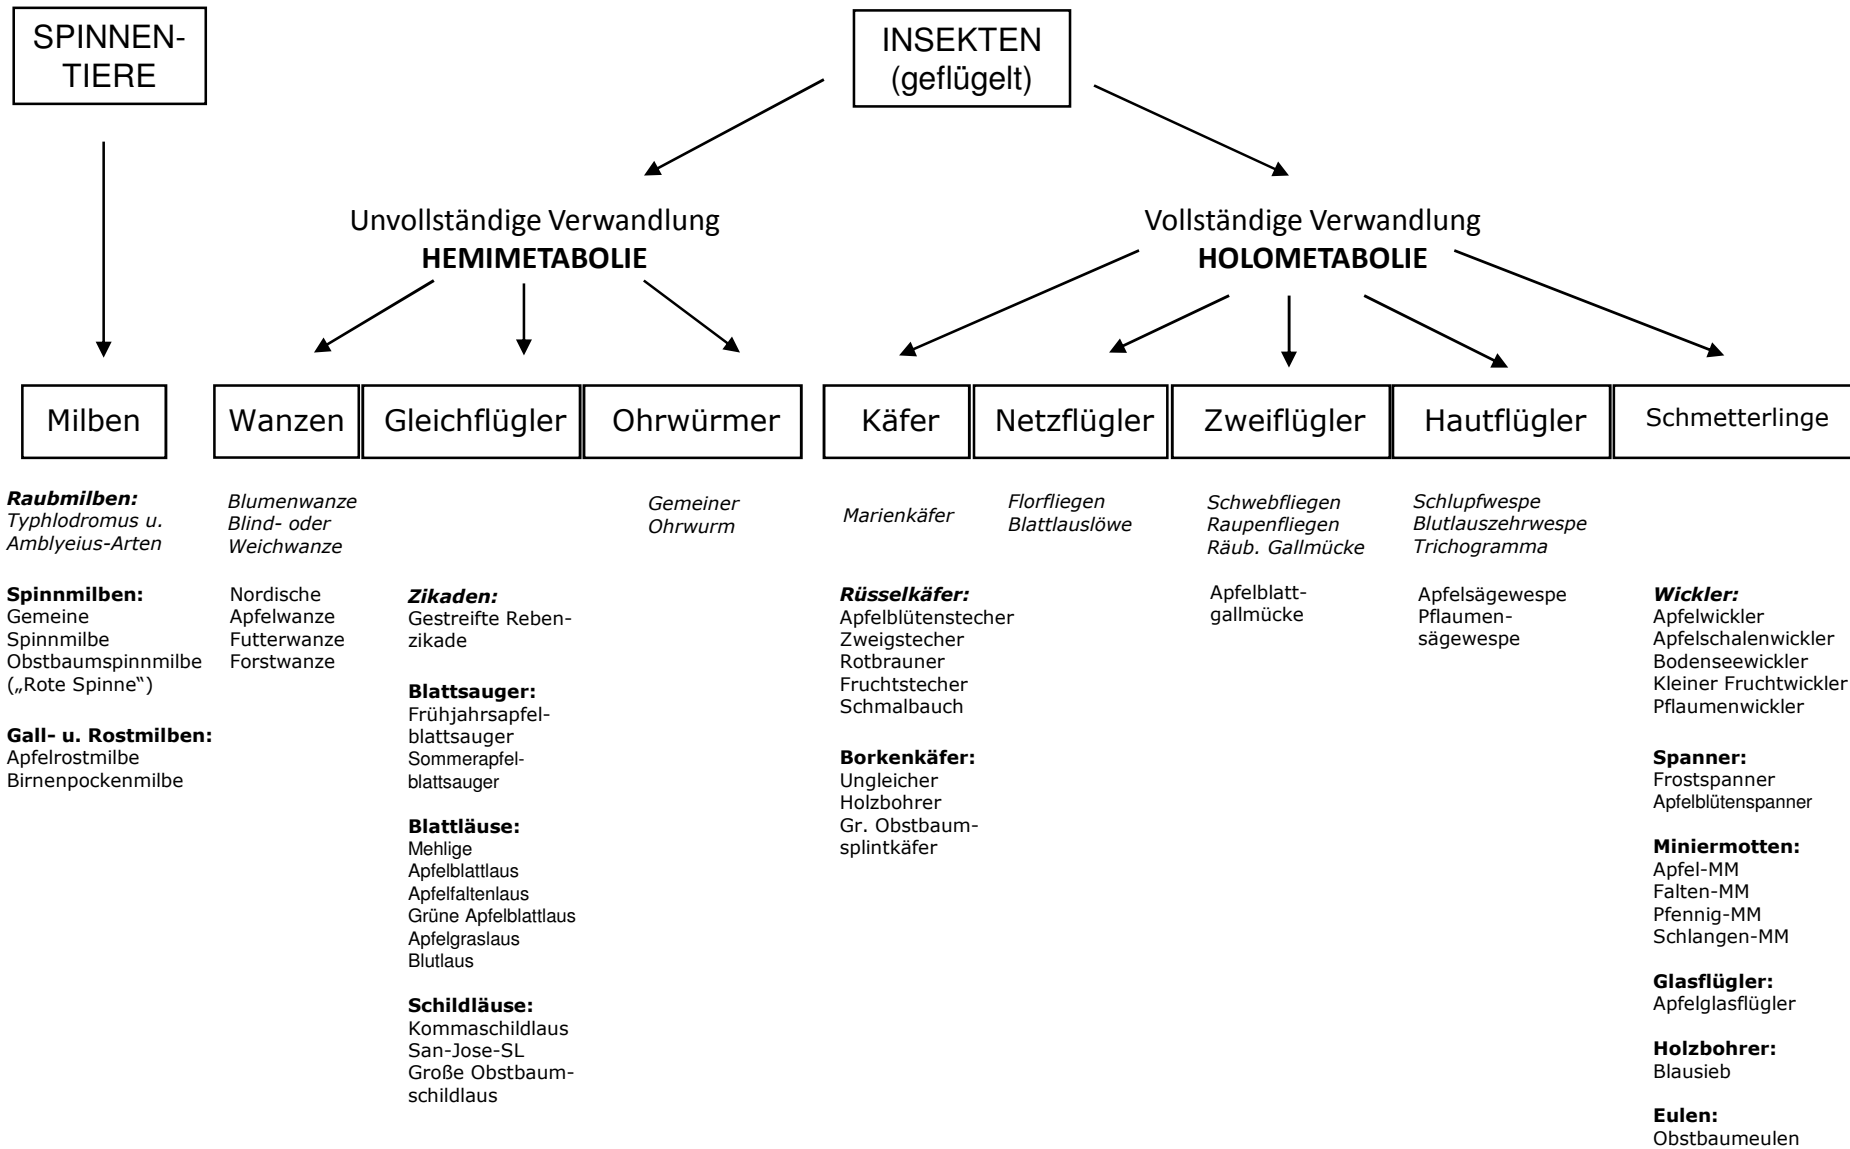 SPINNEN-
TIERE
INSEKTEN
(geflügelt)
Unvollständige Verwandlung
HEMIMETABOLIE
Vollständige Verwandlung
HOLOMETABOLIE
Milben
Wanzen
Gleichflügler
Ohrwürmer
Käfer
Netzflügler
Zweiflügler
Hautflügler
Schmetterlinge
Raubmilben:
Typhlodromus u.
Amblyeius-Arten
Spinnmilben:
Gemeine
Spinnmilbe
Obstbaumspinnmilbe
(„Rote Spinne“)
Gall- u. Rostmilben:
Apfelrostmilbe
Birnenpockenmilbe
Blumenwanze
Blind- oder
Weichwanze
Nordische
Apfelwanze
Futterwanze
Forstwanze
Zikaden:
Gestreifte Reben-
zikade
Blattsauger:
Frühjahrsapfel-
blattsauger
Sommerapfel-
blattsauger
Blattläuse:
Mehlige
Apfelblattlaus
Apfelfaltenlaus
Grüne Apfelblattlaus
Apfelgraslaus
Blutlaus
Schildläuse:
Kommaschildlaus
San-Jose-SL
Große Obstbaum-
schildlaus
Gemeiner
Ohrwurm
Marienkäfer
Rüsselkäfer:
Apfelblütenstecher
Zweigstecher
Rotbrauner
Fruchtstecher
Schmalbauch
Borkenkäfer:
Ungleicher
Holzbohrer
Gr. Obstbaum-
splintkäfer
Florfliegen
Blattlauslöwe
Schwebfliegen
Raupenfliegen
Räub. Gallmücke
Apfelblatt-
gallmücke
Schlupfwespe
Blutlauszehrwespe
Trichogramma
Apfelsägewespe
Pflaumen-
sägewespe
Wickler:
Apfelwickler
Apfelschalenwickler
Bodenseewickler
Kleiner Fruchtwickler
Pflaumenwickler
Spanner:
Frostspanner
Apfelblütenspanner
Miniermotten:
Apfel-MM
Falten-MM
Pfennig-MM
Schlangen-MM
Glasflügler:
Apfelglasflügler
Holzbohrer:
Blausieb
Eulen:
Obstbaumeulen